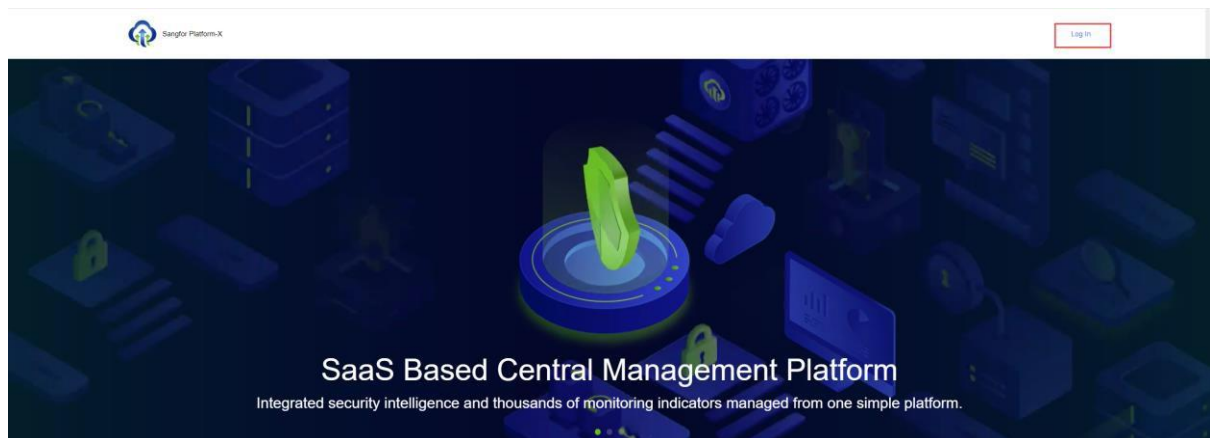 Sangfor Platform-X
Log In
SaaS Based Central Management Platform
Integrated security intelligence and thousands of monitoring indicators managed from one simple platform.